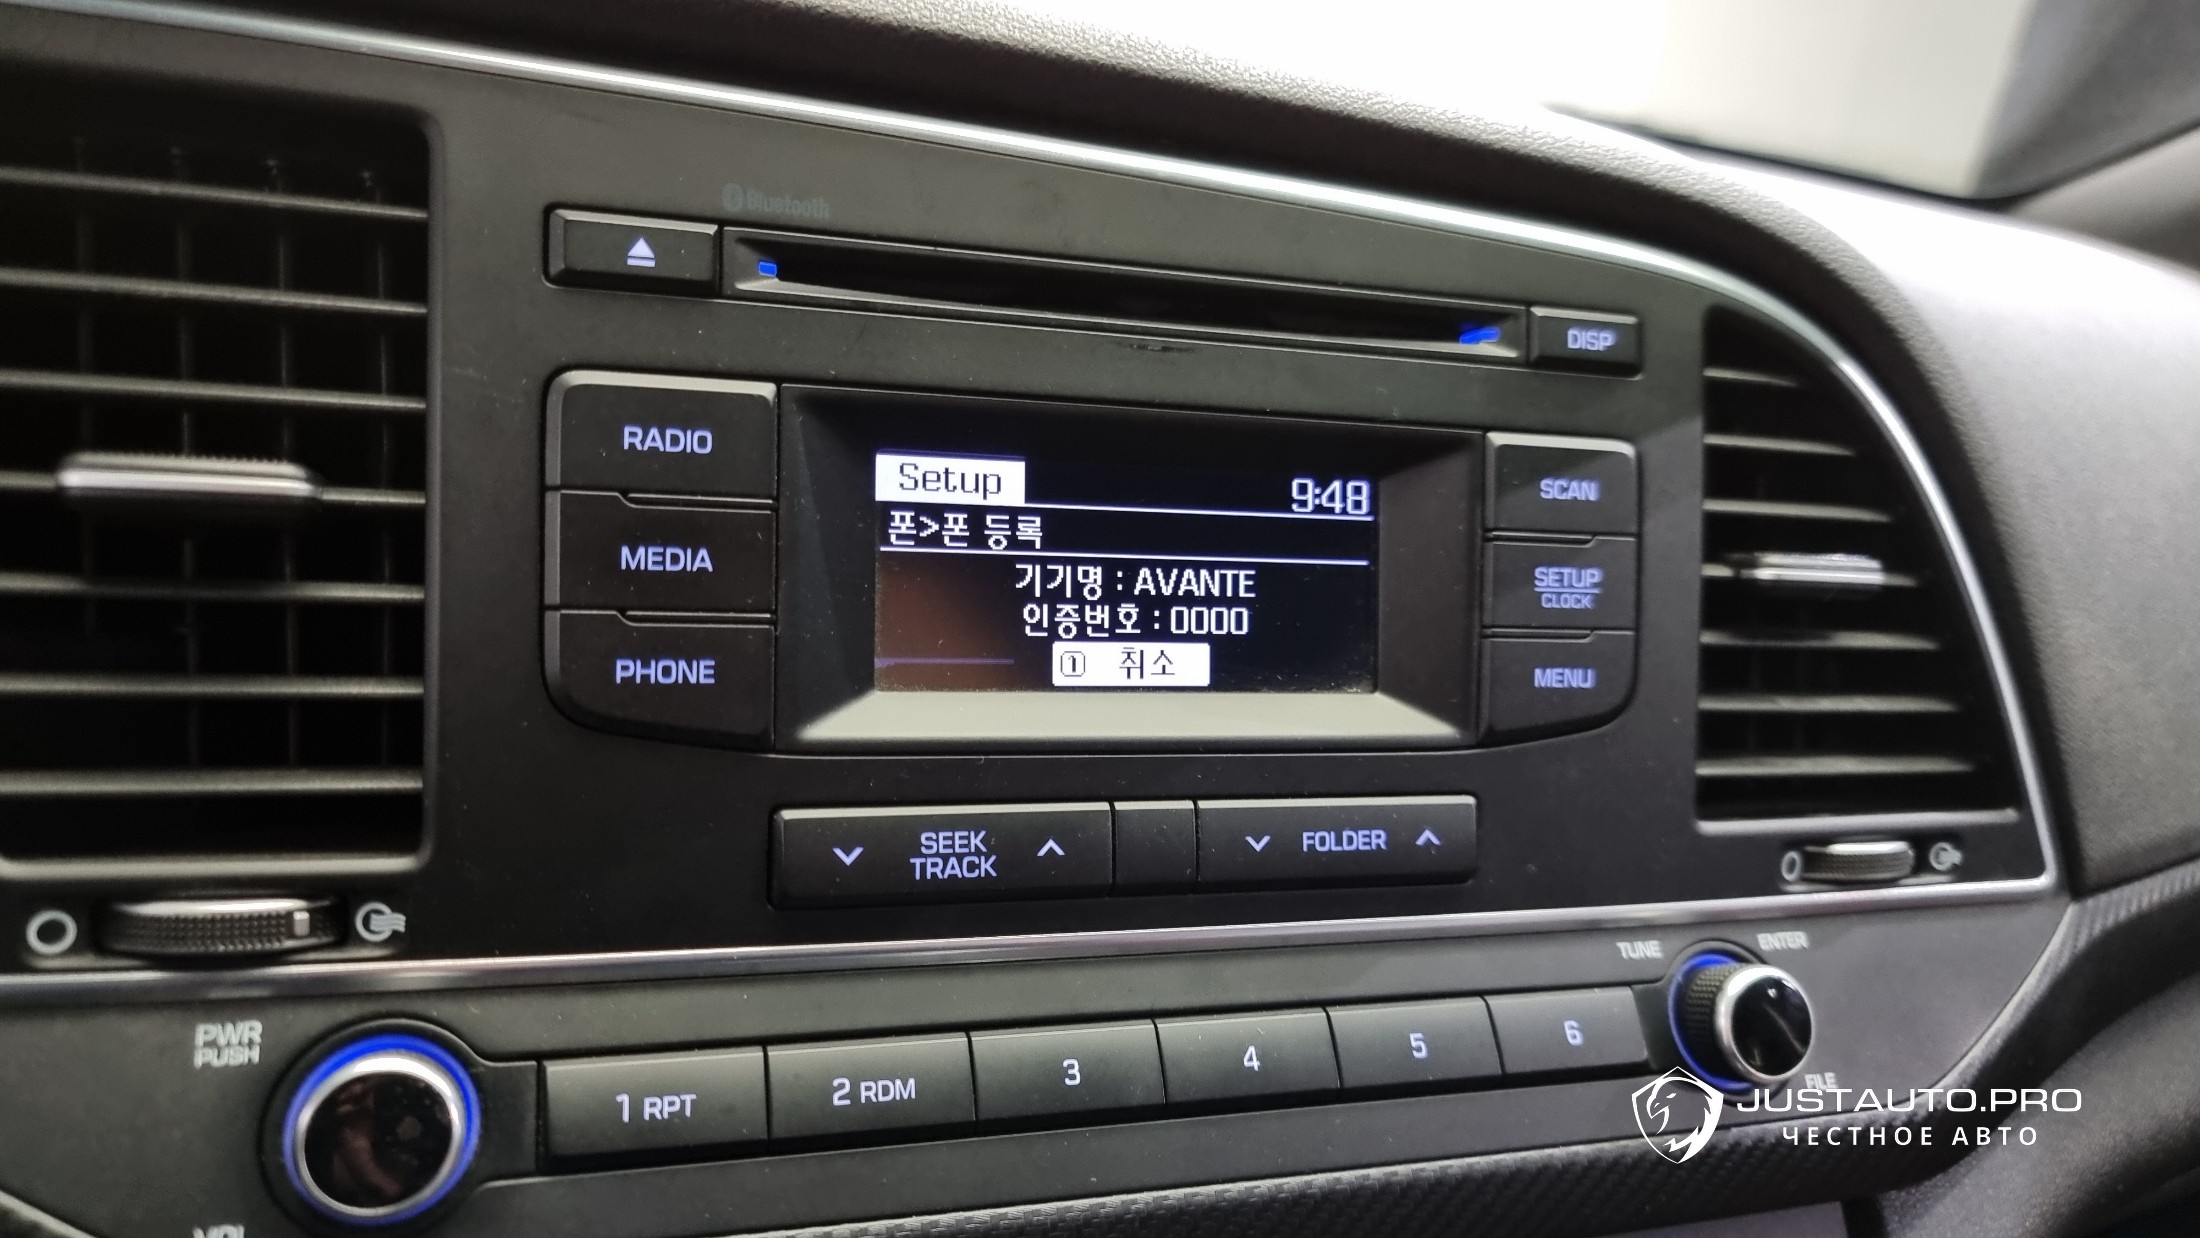 Bluetooth
DISP
RADIO
MEDIA
PHONE
Setup
9:48
폰>폰 등록
기기명 : AVANTE
인증번호 : 0000
1 취소
SCAN
SETUP
CLOCK
MENU
SEEK
TRACK
FOLDER
TUNE
ENTER
FILE
PWR
PUSH
VOL
1 RPT
2 RDM
3
4
5
6
JUSTAUTO.PRO
ЧЕСТНОЕ АВТО